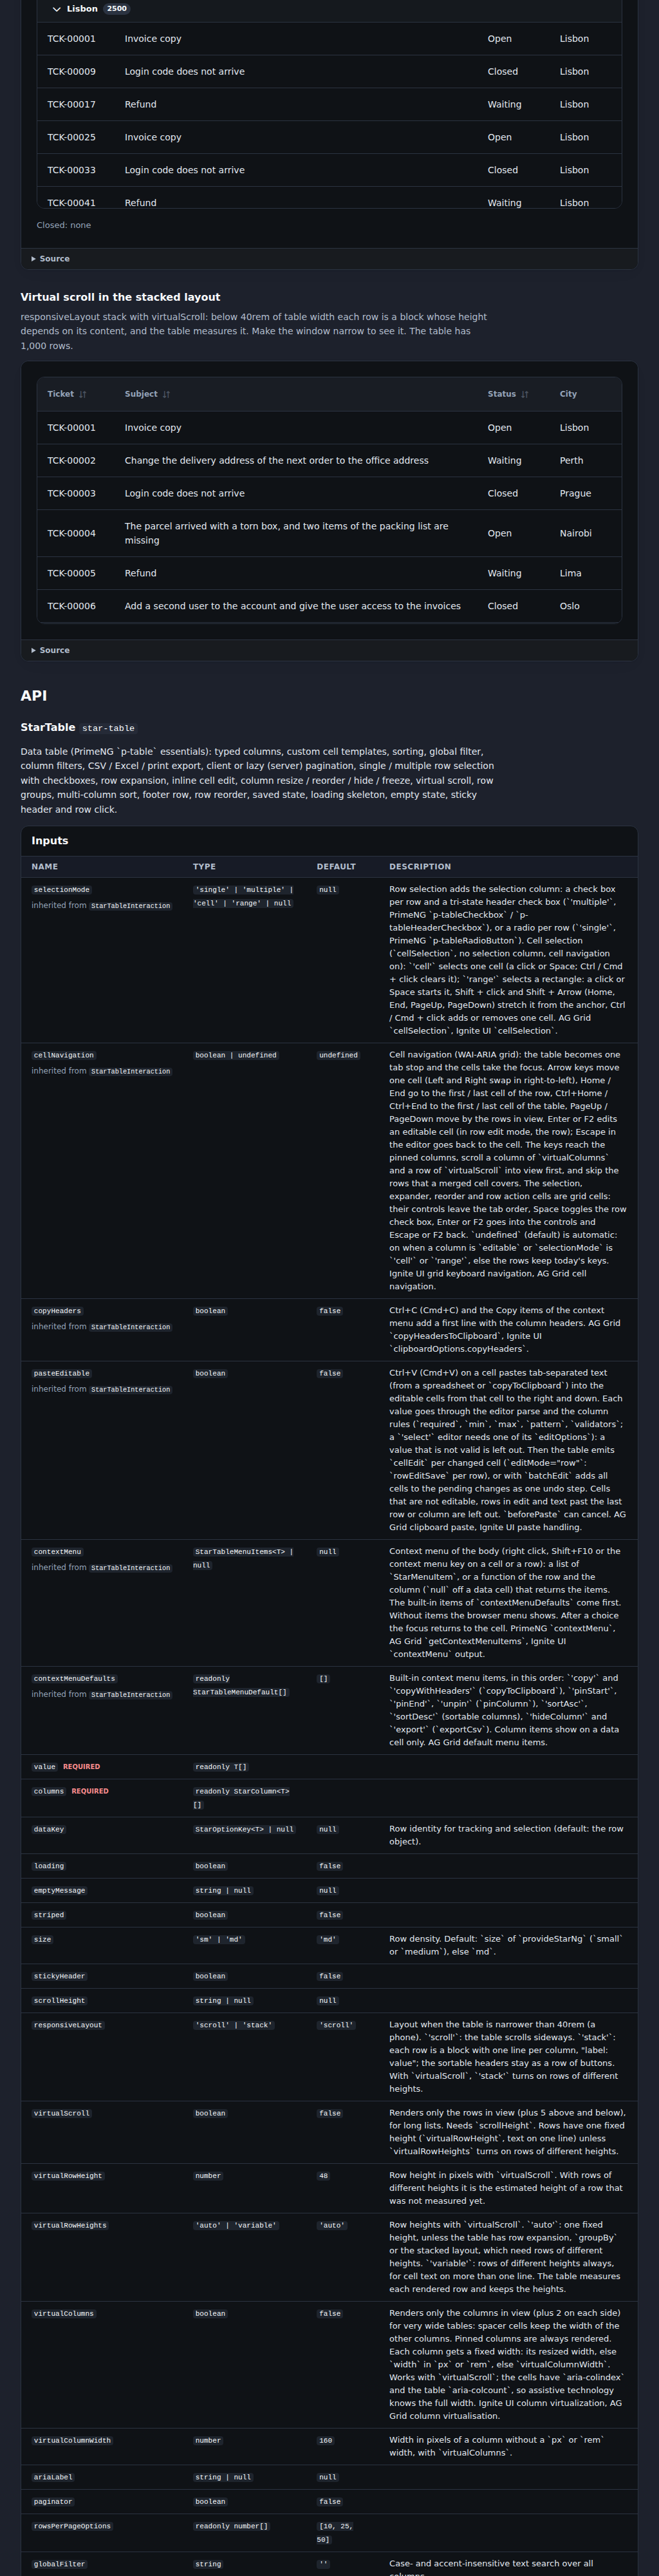 Lisbon 2500
TCK-00001 Invoice copy Open Lisbon
TCK-00009 Login code does not arrive Closed Lisbon
TCK-00017 Refund Waiting Lisbon
TCK-00025 Invoice copy Open Lisbon
TCK-00033 Login code does not arrive Closed Lisbon
TCK-00041 Refund Waiting Lisbon
Closed: none
Source
Virtual scroll in the stacked layout
responsiveLayout stack with virtualScroll: below 40rem of table width each row is a block whose height
depends on its content, and the table measures it. Make the window narrow to see it. The table has
1,000 rows.
Ticket Subject Status City
TCK-00001 Invoice copy Open Lisbon
TCK-00002 Change the delivery address of the next order to the office address Waiting Perth
TCK-00003 Login code does not arrive Closed Prague
TCK-00004 The parcel arrived with a torn box, and two items of the packing list are Open Nairobi
missing
TCK-00005 Refund Waiting Lima
TCK-00006 Add a second user to the account and give the user access to the invoices Closed Oslo
Source
API
StarTable star-table
Data table (PrimeNG `p-table` essentials): typed columns, custom cell templates, sorting, global filter,
column filters, CSV / Excel / print export, client or lazy (server) pagination, single / multiple row selection
with checkboxes, row expansion, inline cell edit, column resize / reorder / hide / freeze, virtual scroll, row
groups, multi-column sort, footer row, row reorder, saved state, loading skeleton, empty state, sticky
header and row click.
Inputs
NAME TYPE DEFAULT DESCRIPTION
selectionMode 'single' | 'multiple' | null Row selection adds the selection column: a check box
inherited from StarTableInteraction 'cell' | 'range' | null per row and a tri-state header check box (`'multiple'`,
PrimeNG `p-tableCheckbox` / `p-
tableHeaderCheckbox`), or a radio per row (`'single'`,
PrimeNG `p-tableRadioButton`). Cell selection
(`cellSelection`, no selection column, cell navigation
on): `'cell'` selects one cell (a click or Space; Ctrl / Cmd
+ click clears it); `'range'` selects a rectangle: a click or
Space starts it, Shift + click and Shift + Arrow (Home,
End, PageUp, PageDown) stretch it from the anchor, Ctrl
/ Cmd + click adds or removes one cell. AG Grid
`cellSelection`, Ignite UI `cellSelection`.
cellNavigation boolean | undefined undefined Cell navigation (WAI-ARIA grid): the table becomes one
inherited from StarTableInteraction tab stop and the cells take the focus. Arrow keys move
one cell (Left and Right swap in right-to-left), Home /
End go to the first / last cell of the row, Ctrl+Home /
Ctrl+End to the first / last cell of the table, PageUp /
PageDown move by the rows in view. Enter or F2 edits
an editable cell (in row edit mode, the row); Escape in
the editor goes back to the cell. The keys reach the
pinned columns, scroll a column of `virtualColumns`
and a row of `virtualScroll` into view first, and skip the
rows that a merged cell covers. The selection,
expander, reorder and row action cells are grid cells:
their controls leave the tab order, Space toggles the row
check box, Enter or F2 goes into the controls and
Escape or F2 back. `undefined` (default) is automatic:
on when a column is `editable` or `selectionMode` is
`'cell'` or `'range'`, else the rows keep today's keys.
Ignite UI grid keyboard navigation, AG Grid cell
navigation.
copyHeaders boolean false Ctrl+C (Cmd+C) and the Copy items of the context
inherited from StarTableInteraction menu add a first line with the column headers. AG Grid
`copyHeadersToClipboard`, Ignite UI
`clipboardOptions.copyHeaders`.
pasteEditable boolean false Ctrl+V (Cmd+V) on a cell pastes tab-separated text
inherited from StarTableInteraction (from a spreadsheet or `copyToClipboard`) into the
editable cells from that cell to the right and down. Each
value goes through the editor parse and the column
rules (`required`, `min`, `max`, `pattern`, `validators`;
a `'select'` editor needs one of its `editOptions`): a
value that is not valid is left out. Then the table emits
`cellEdit` per changed cell (`editMode="row"`:
`rowEditSave` per row), or with `batchEdit` adds all
cells to the pending changes as one undo step. Cells
that are not editable, rows in edit and text past the last
row or column are left out. `beforePaste` can cancel. AG
Grid clipboard paste, Ignite UI paste handling.
contextMenu StarTableMenuItems<T> | null Context menu of the body (right click, Shift+F10 or the
inherited from StarTableInteraction null context menu key on a cell or a row): a list of
`StarMenuItem`, or a function of the row and the
column (`null` off a data cell) that returns the items.
The built-in items of `contextMenuDefaults` come first.
Without items the browser menu shows. After a choice
the focus returns to the cell. PrimeNG `contextMenu`,
AG Grid `getContextMenuItems`, Ignite UI
`contextMenu` output.
contextMenuDefaults readonly [] Built-in context menu items, in this order: `'copy'` and
inherited from StarTableInteraction StarTableMenuDefault[] `'copyWithHeaders'` (`copyToClipboard`), `'pinStart'`,
`'pinEnd'`, `'unpin'` (`pinColumn`), `'sortAsc'`,
`'sortDesc'` (sortable columns), `'hideColumn'` and
`'export'` (`exportCsv`). Column items show on a data
cell only. AG Grid default menu items.
value REQUIRED readonly T[]
columns REQUIRED readonly StarColumn<T>
[]
dataKey StarOptionKey<T> | null null Row identity for tracking and selection (default: the row
object).
loading boolean false
emptyMessage string | null null
striped boolean false
size 'sm' | 'md' 'md' Row density. Default: `size` of `provideStarNg` (`small`
or `medium`), else `md`.
stickyHeader boolean false
scrollHeight string | null null
responsiveLayout 'scroll' | 'stack' 'scroll' Layout when the table is narrower than 40rem (a
phone). `'scroll'`: the table scrolls sideways. `'stack'`:
each row is a block with one line per column, "label:
value"; the sortable headers stay as a row of buttons.
With `virtualScroll`, `'stack'` turns on rows of different
heights.
virtualScroll boolean false Renders only the rows in view (plus 5 above and below),
for long lists. Needs `scrollHeight`. Rows have one fixed
height (`virtualRowHeight`, text on one line) unless
`virtualRowHeights` turns on rows of different heights.
virtualRowHeight number 48 Row height in pixels with `virtualScroll`. With rows of
different heights it is the estimated height of a row that
was not measured yet.
virtualRowHeights 'auto' | 'variable' 'auto' Row heights with `virtualScroll`. `'auto'`: one fixed
height, unless the table has row expansion, `groupBy`
or the stacked layout, which need rows of different
heights. `'variable'`: rows of different heights always,
for cell text on more than one line. The table measures
each rendered row and keeps the heights.
virtualColumns boolean false Renders only the columns in view (plus 2 on each side)
for very wide tables: spacer cells keep the width of the
other columns. Pinned columns are always rendered.
Each column gets a fixed width: its resized width, else
`width` in `px` or `rem`, else `virtualColumnWidth`.
Works with `virtualScroll`; the cells have `aria-colindex`
and the table `aria-colcount`, so assistive technology
knows the full width. Ignite UI column virtualization, AG
Grid column virtualisation.
virtualColumnWidth number 160 Width in pixels of a column without a `px` or `rem`
width, with `virtualColumns`.
ariaLabel string | null null
paginator boolean false
rowsPerPageOptions readonly number[] [10, 25,
50]
globalFilter string '' Case- and accent-insensitive text search over all